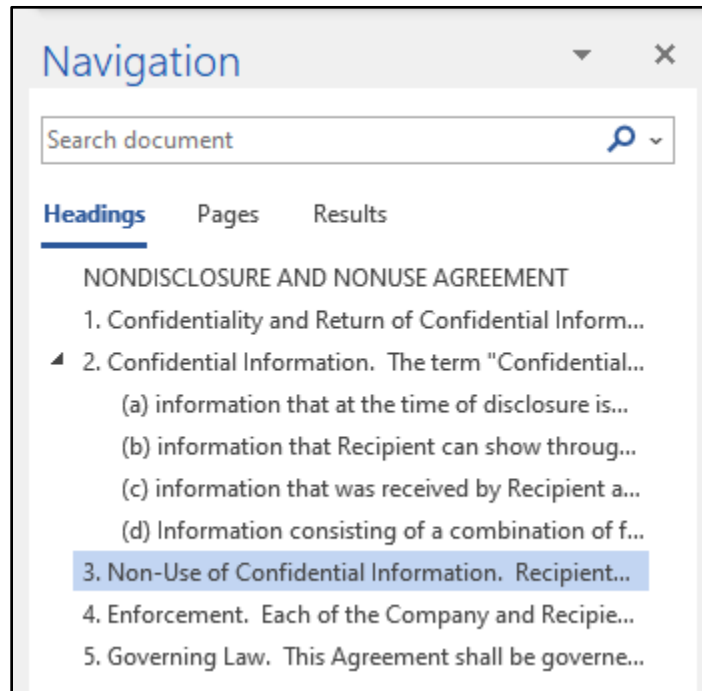 Navigation
Search document
Headings Pages Results
NONDISCLOSURE AND NONUSE AGREEMENT
1. Confidentiality and Return of Confidential Inform...
2. Confidential Information.  The term "Confidential...
(a) information that at the time of disclosure is...
(b) information that Recipient can show throug...
(c) information that was received by Recipient a...
(d) Information consisting of a combination of f...
3. Non-Use of Confidential Information.  Recipient...
4. Enforcement.  Each of the Company and Recipie...
5. Governing Law.  This Agreement shall be governe...